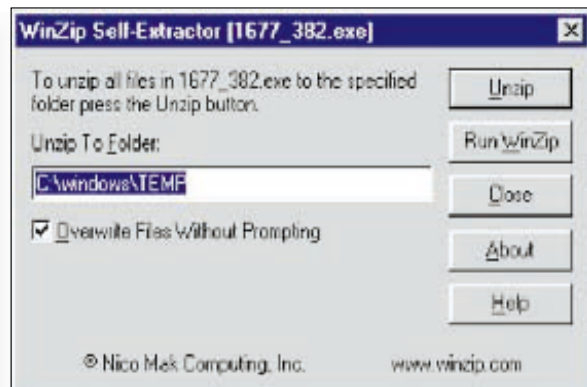 WinZip Self-Extractor [1677_382.exe]
To unzip all files in 1677_382.exe to the specified
folder press the Unzip button.
Unzip To Folder:
C:\windows\TEMP
Overwrite Files Without Prompting
Unzip
Run WinZip
Close
About
Help
© Nico Mak Computing, Inc.
www.winzip.com